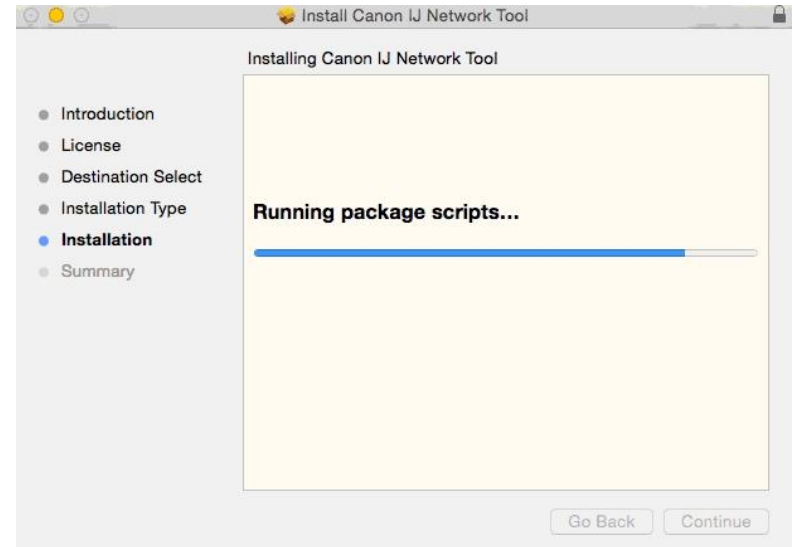 Install Canon IJ Network Tool
Installing Canon IJ Network Tool
Introduction
License
Destination Select
Installation Type
Installation
Summary
Running package scripts...
Go Back
Continue